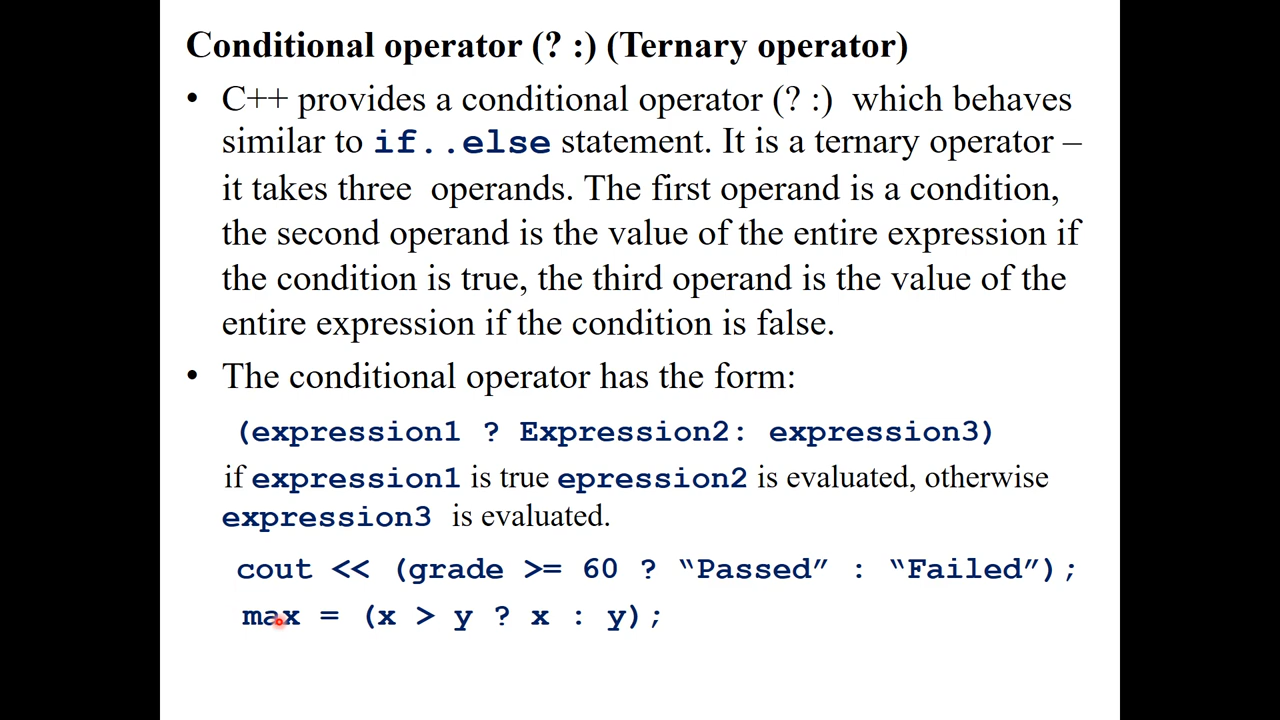 Conditional operator (? :) (Ternary operator)
• C++ provides a conditional operator (? :) which behaves
similar to if..else statement. It is a ternary operator –
it takes three operands. The first operand is a condition,
the second operand is the value of the entire expression if
the condition is true, the third operand is the value of the
entire expression if the condition is false.
• The conditional operator has the form:
(expression1 ? Expression2: expression3)
if expression1 is true epression2 is evaluated, otherwise
expression3 is evaluated.
cout << (grade >= 60 ? “Passed” : “Failed”);
max = (x > y ? x : y);